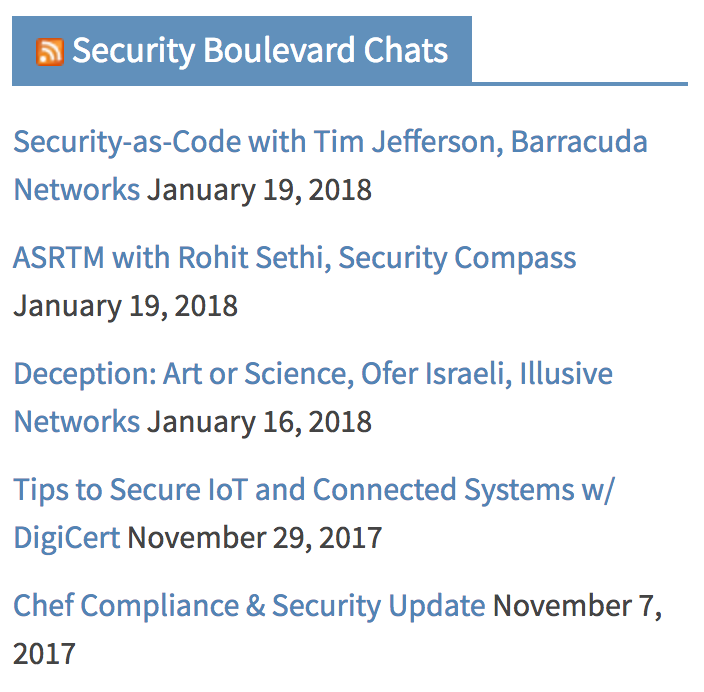 Security Boulevard Chats
Security-as-Code with Tim Jefferson, Barracuda
Networks January 19, 2018
ASRTM with Rohit Sethi, Security Compass
January 19, 2018
Deception: Art or Science, Ofer Israeli, Illusive
Networks January 16, 2018
Tips to Secure IoT and Connected Systems w/
DigiCert November 29, 2017
Chef Compliance & Security Update November 7,
2017